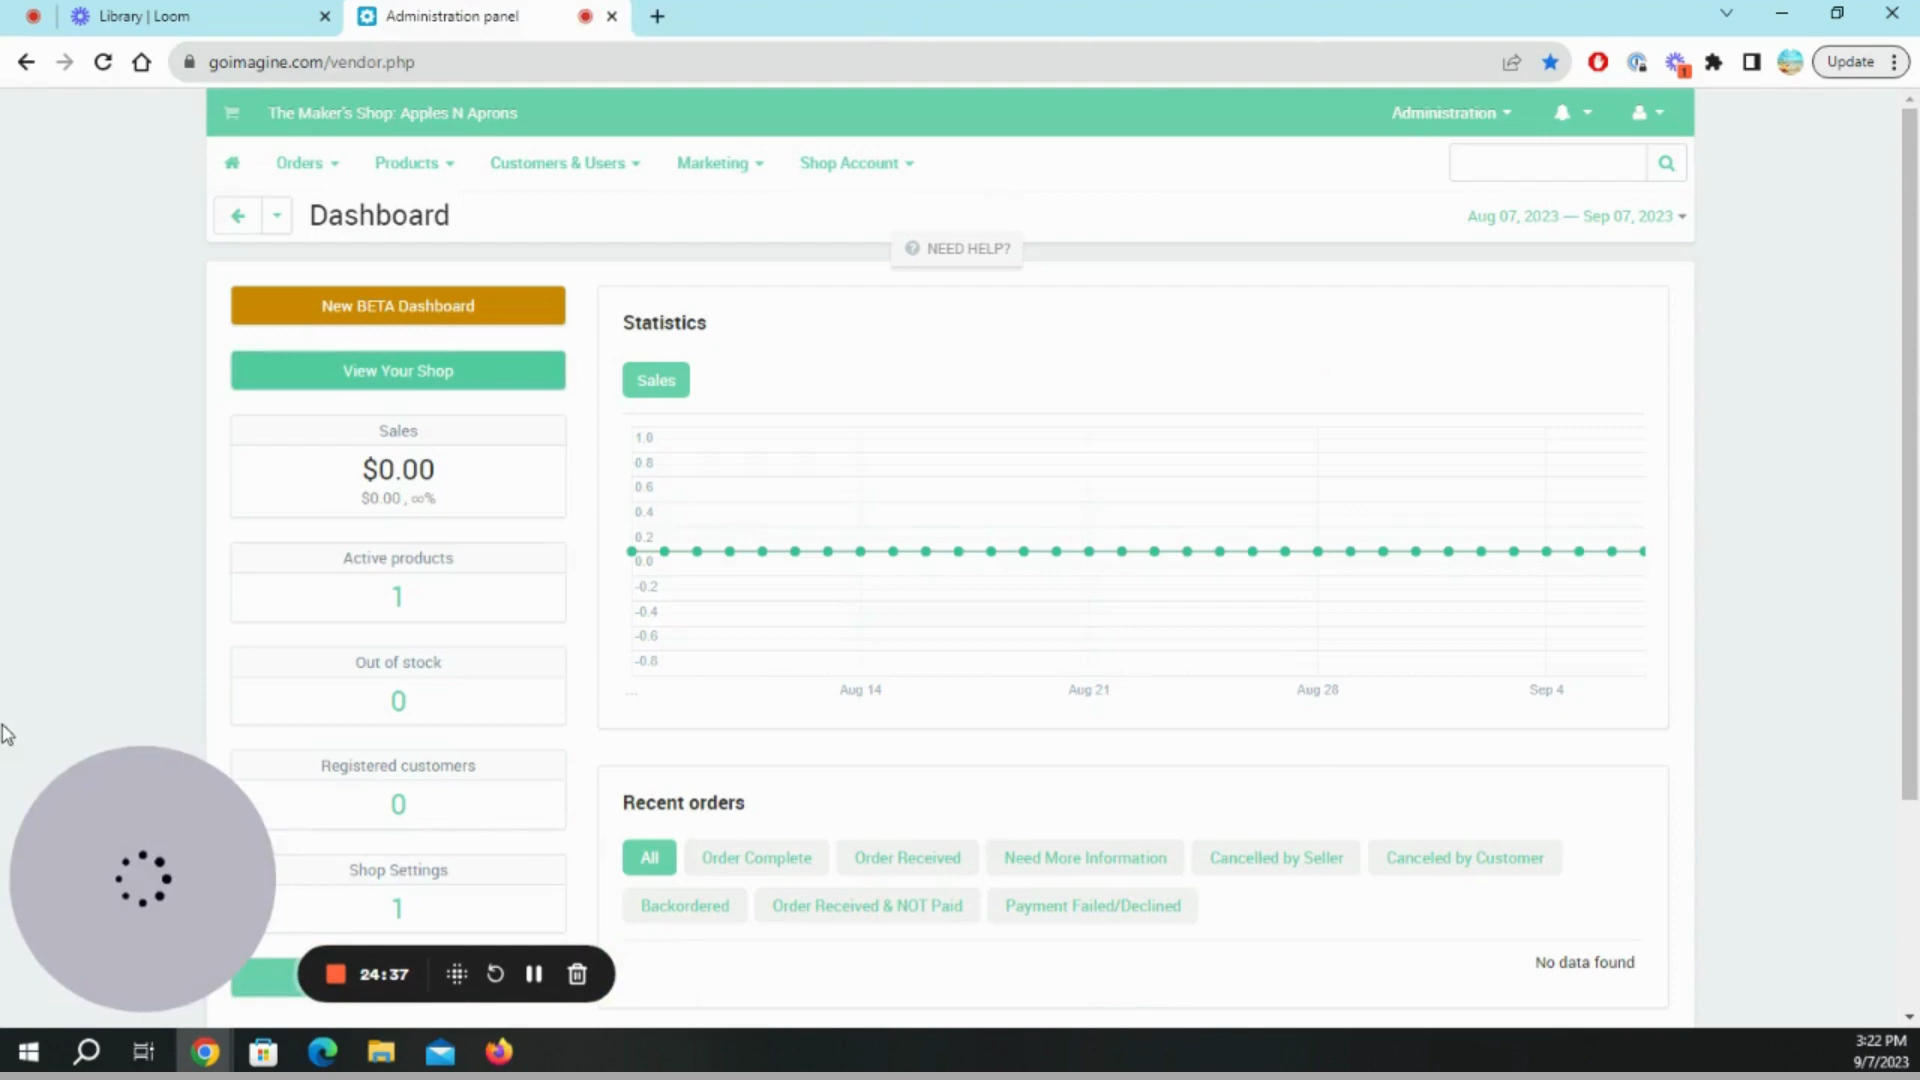 Library | Loom
Administration panel
goimagine.com/vendor.php
1
Update
The Maker's Shop: Apples N Aprons
Administration
Orders
Products
Customers & Users
Marketing
Shop Account
Dashboard
Aug 07, 2023 — Sep 07, 2023
NEED HELP?
New BETA Dashboard
View Your Shop
Sales
$0.00
$0.00 , ∞%
Active products
1
Out of stock
0
Registered customers
0
Shop Settings
1
Statistics
Sales
1.0
0.8
0.6
0.4
0.2
0.0
-0.2
-0.4
-0.6
-0.8
... Aug 14 Aug 21 Aug 28 Sep 4
Recent orders
All Order Complete Order Received Need More Information Cancelled by Seller Canceled by Customer
Backordered Order Received & NOT Paid Payment Failed/Declined
No data found
24:37
3:22 PM
9/7/2023